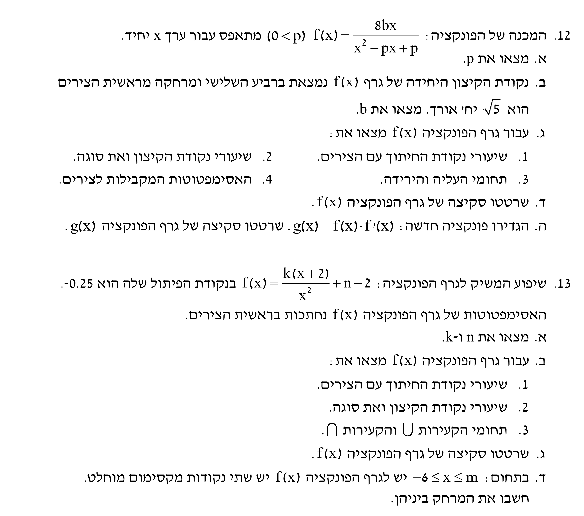 12. המכנה של הפונקציה: f(x) = 8bx / (x² − px + p) (0 < p) מתאפס עבור ערך x יחיד.
א. מצאו את p.
ב. נקודת הקיצון היחידה של גרף f(x) נמצאת ברביע השלישי ומרחקה מראשית הצירים
הוא √5 יח' אורך. מצאו את b.
ג. עבור גרף הפונקציה f(x) מצאו את:
1. שיעורי נקודת החיתוך עם הצירים. 2. שיעורי נקודת הקיצון ואת סוגה.
3. תחומי העליה והירידה. 4. האסימפטוטות המקבילות לצירים.
ד. שרטטו סקיצה של גרף הפונקציה f(x).
ה. הגדירו פונקציה חדשה: g(x) f(x)·f'(x). שרטטו סקיצה של גרף הפונקציה g(x).
13. שיפוע המשיק לגרף הפונקציה: f(x) = k(x+2) / x² + n − 2 בנקודת הפיתול שלה הוא -0.25.
האסימפטוטות של גרף הפונקציה f(x) נחתכות בראשית הצירים.
א. מצאו את n ו-k.
ב. עבור גרף הפונקציה f(x) מצאו את:
1. שיעורי נקודת החיתוך עם הצירים.
2. שיעורי נקודת הקיצון ואת סוגה.
3. תחומי הקעירות ∪ והקעירות ∩.
ג. שרטטו סקיצה של גרף הפונקציה f(x).
ד. בתחום: −6 ≤ x ≤ m יש לגרף הפונקציה f(x) יש שתי נקודות מקסימום מוחלט.
חשבו את המרחק ביניהן.